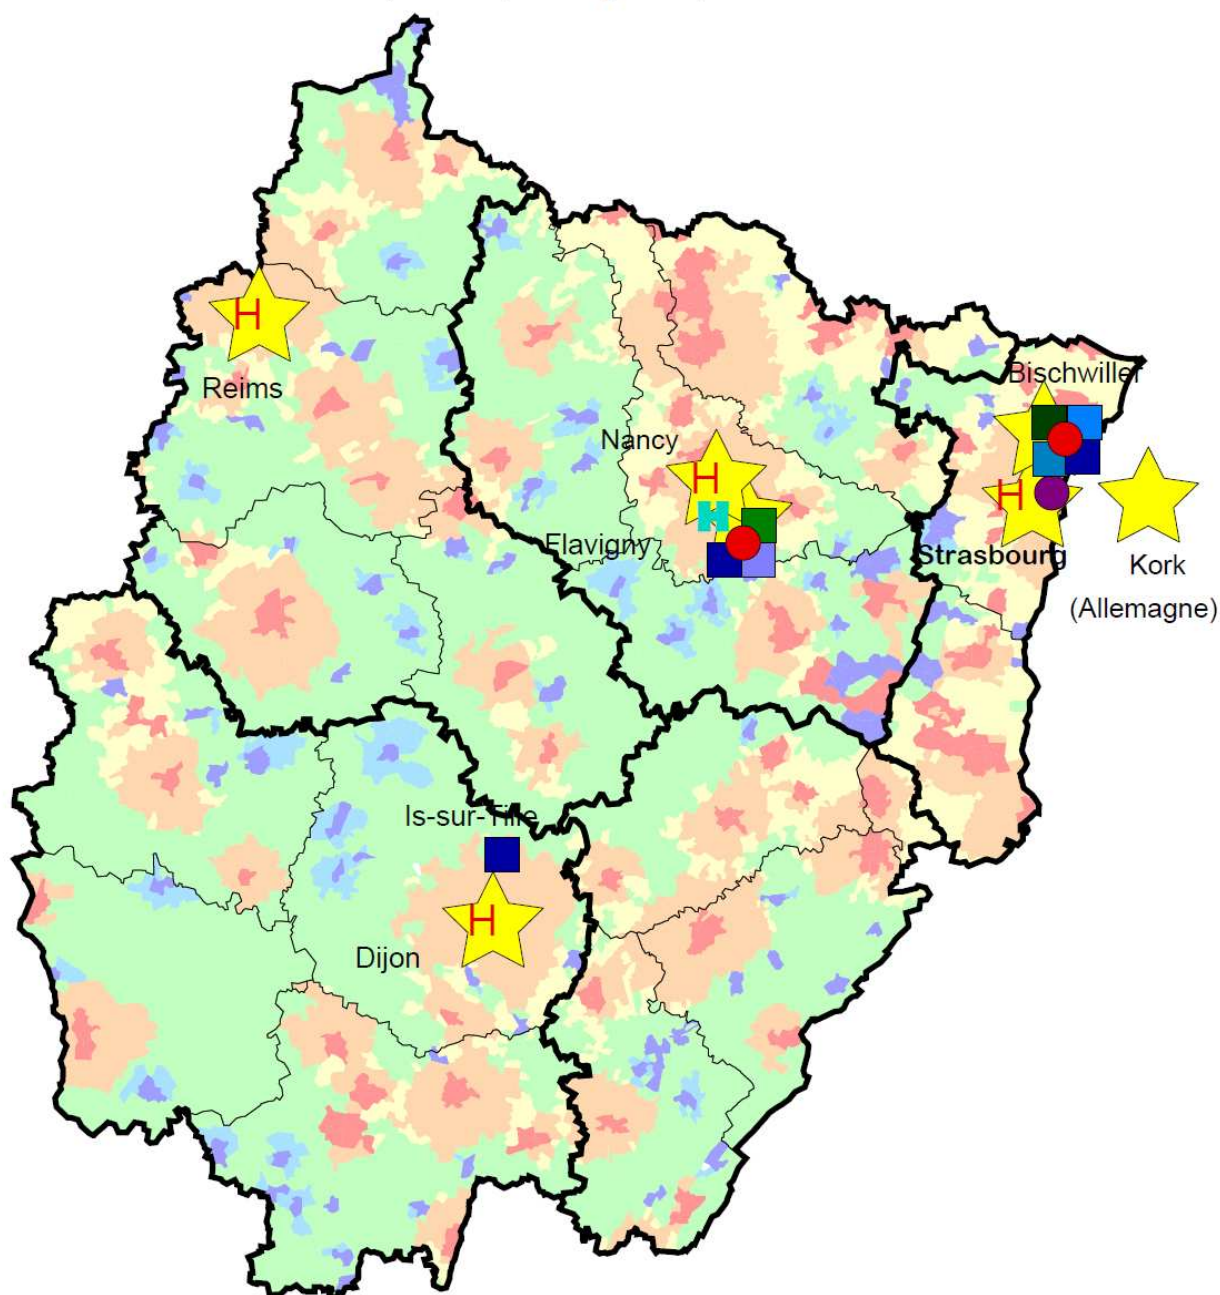 Bischwiller
H
Reims
Nancy
H
H
H
Flavigny
Strasbourg
Kork
(Allemagne)
Is-sur-Tille
H
Dijon